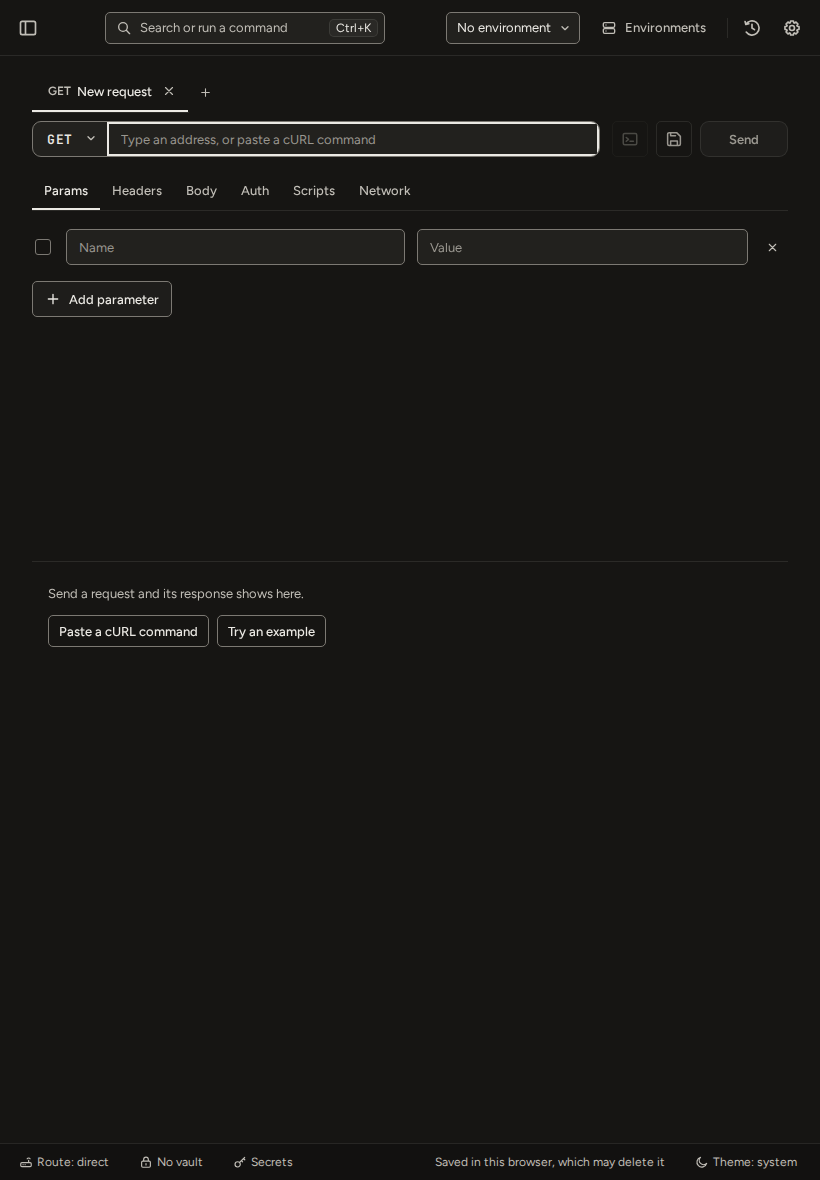 Search or run a command Ctrl+K No environment Environments
GET New request
GET Type an address, or paste a cURL command Send
Params Headers Body Auth Scripts Network
Name Value
Add parameter
Send a request and its response shows here.
Paste a cURL command Try an example
Route: direct No vault Secrets Saved in this browser, which may delete it Theme: system